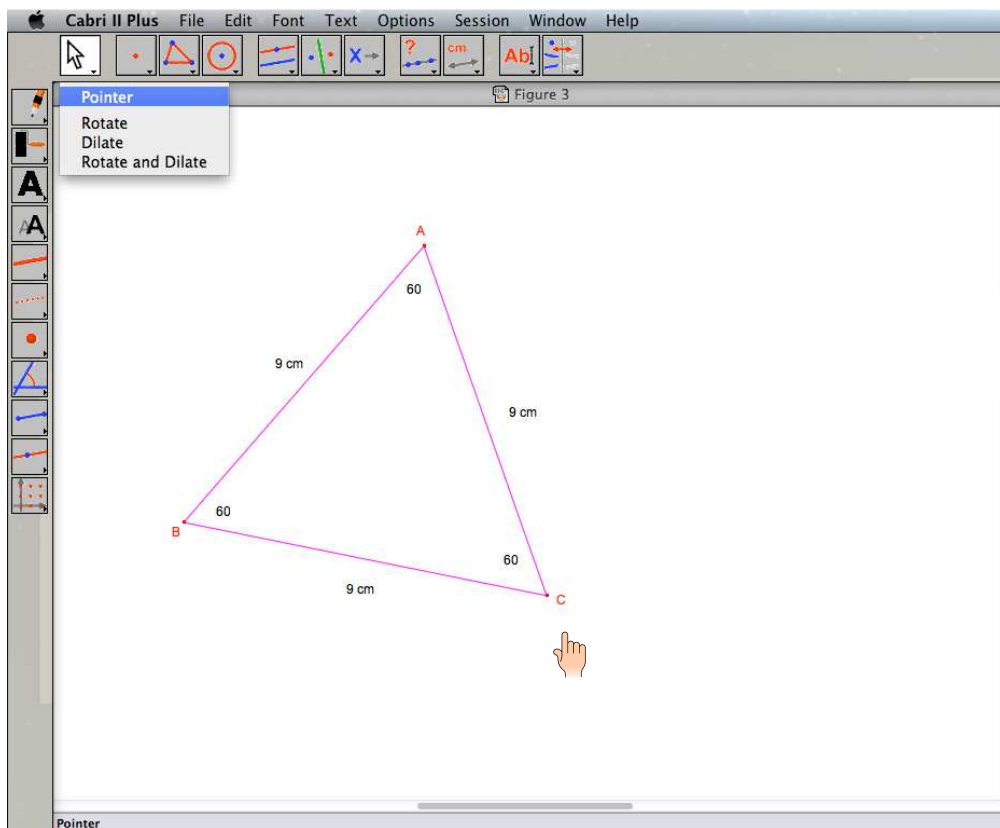 Cabri II Plus File Edit Font Text Options Session Window Help
? cm Ab
Figure 3
Pointer
Rotate
Dilate
Rotate and Dilate
A
A A
A
60
9 cm
9 cm
60
B
60
9 cm
C
Pointer